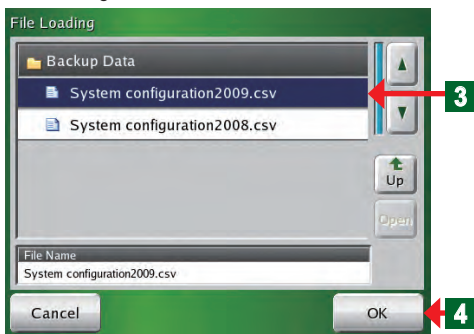 File Loading
Backup Data
System configuration2009.csv
3
System configuration2008.csv
Up
Open
File Name
System configuration2009.csv
Cancel
OK
4